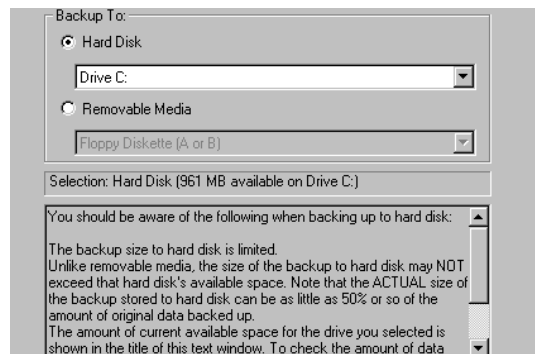 Backup To:
Hard Disk
Drive C:
Removable Media
Floppy Diskette (A or B)
Selection: Hard Disk (961 MB available on Drive C:)
You should be aware of the following when backing up to hard disk:
The backup size to hard disk is limited.
Unlike removable media, the size of the backup to hard disk may NOT
exceed that hard disk's available space. Note that the ACTUAL size of
the backup stored to hard disk can be as little as 50% or so of the
amount of original data backed up.
The amount of current available space for the drive you selected is
shown in the title of this text window. To check the amount of data